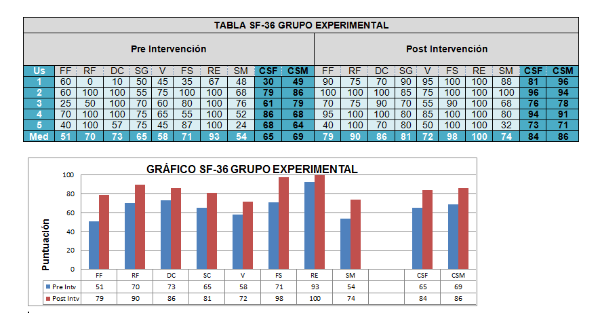 TABLA SF-36 GRUPO EXPERIMENTAL
Pre Intervención Post Intervención
Us FF RF DC SG V FS RE SM CSF CSM FF RF DC SG V FS RE SM CSF CSM
1 60 0 10 50 45 35 67 48 30 49 90 75 70 90 95 100 100 88 81 96
2 60 100 100 55 75 100 100 68 79 86 100 100 100 85 75 100 100 100 96 94
3 25 50 100 70 60 80 100 76 61 79 70 75 90 70 55 90 100 68 76 78
4 70 100 100 75 65 55 100 52 86 68 95 100 100 80 75 100 100 80 94 91
5 40 100 57 75 45 87 100 24 68 64 40 100 70 80 50 100 100 32 73 71
Med 51 70 73 65 58 71 93 54 65 69 79 90 86 81 72 98 100 74 84 86
GRÁFICO SF-36 GRUPO EXPERIMENTAL
Puntuación
100
80
60
40
20
0
FF RF DC SC V FS RE SM CSF CSM
Pre Intv 51 70 73 65 58 71 93 54 65 69
Post Intv 79 90 86 81 72 98 100 74 84 86